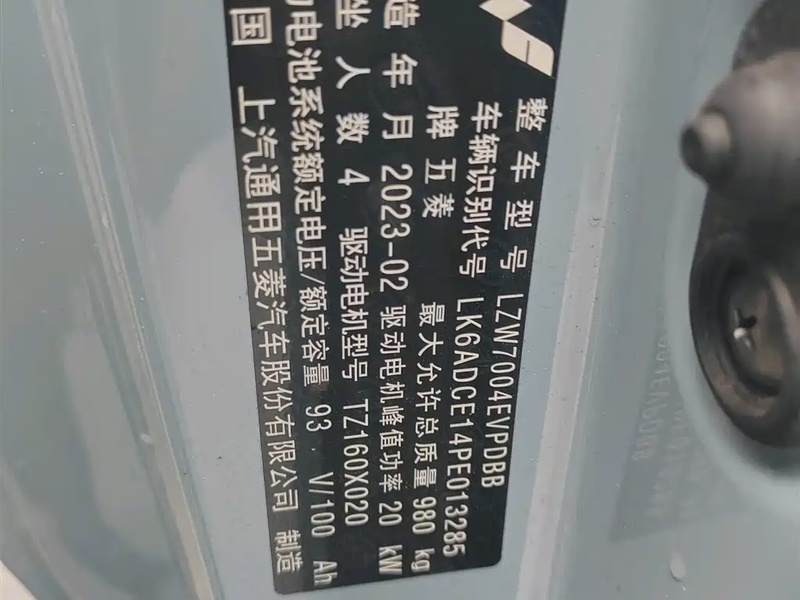 整车型号 LZW7004EVPDBB
车辆识别代号 LK6ADCE14PE013285
牌 五菱 最大允许总质量 980 kg
造年月 2023-02 驱动电机峰值功率 20 kW
坐人数 4 驱动电机型号 TZ160X020
动电池系统额定电压/额定容量 93 V/100 Ah
国 上汽通用五菱汽车股份有限公司 制造